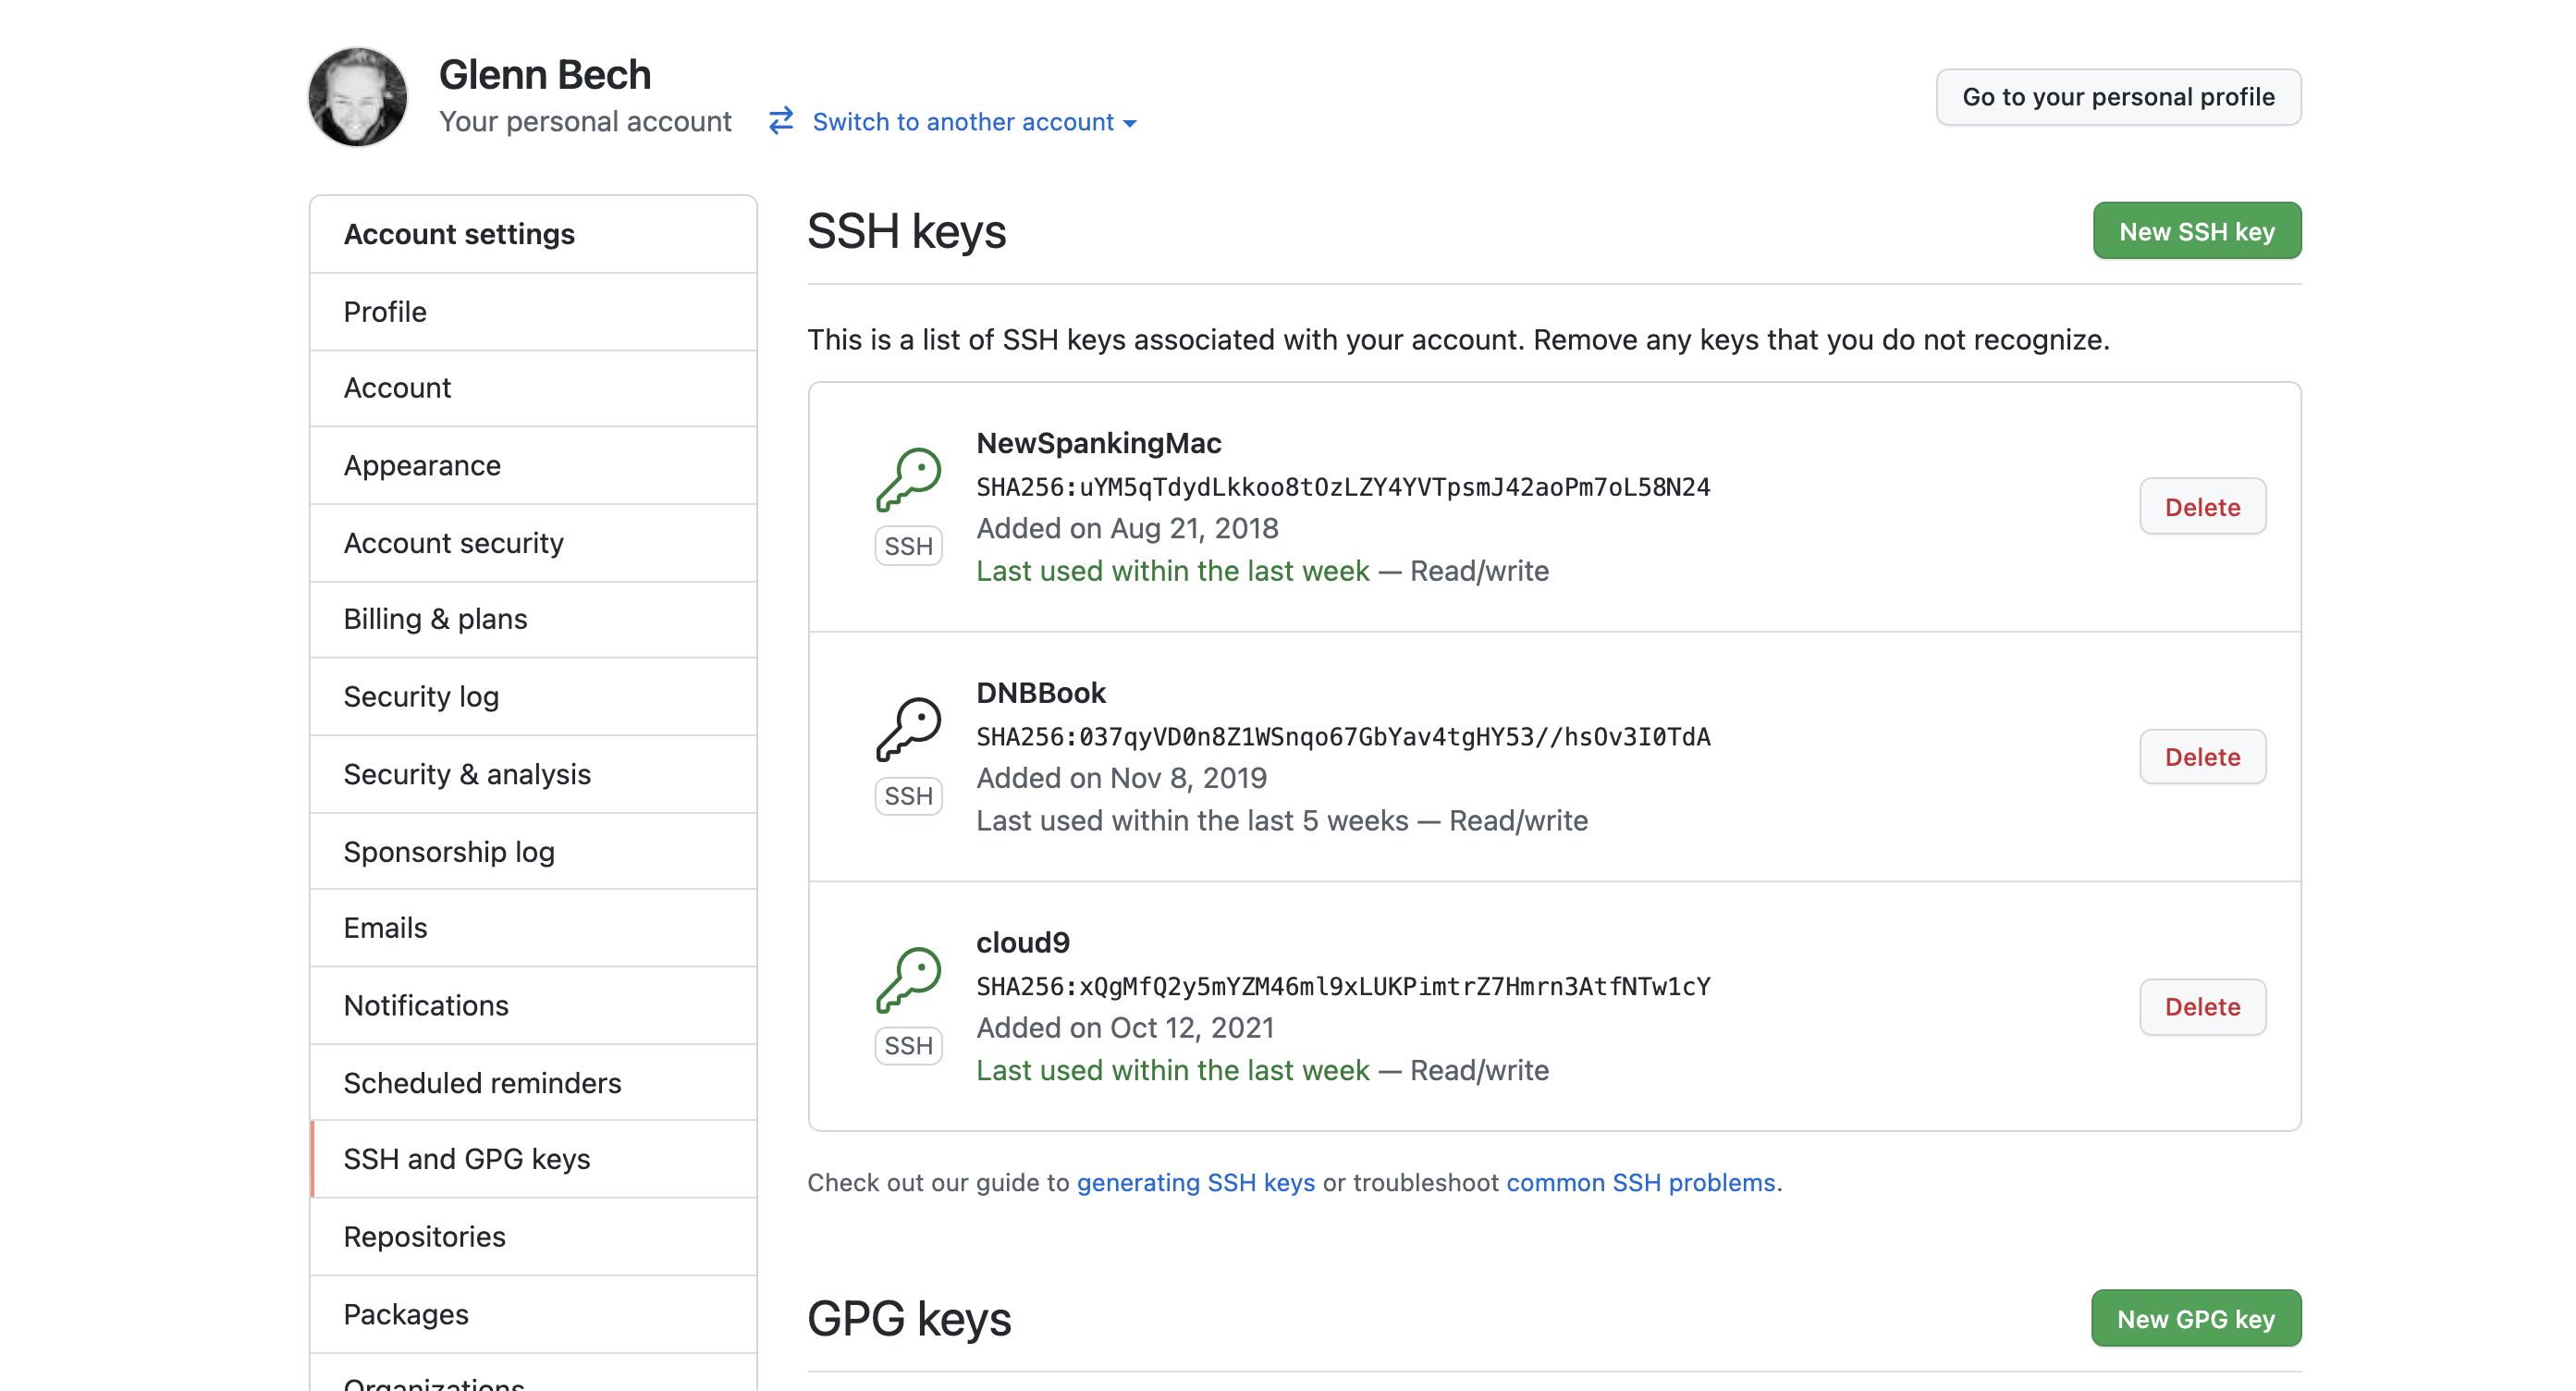 Glenn Bech
Your personal account
Switch to another account
Go to your personal profile
Account settings
Profile
Account
Appearance
Account security
Billing & plans
Security log
Security & analysis
Sponsorship log
Emails
Notifications
Scheduled reminders
SSH and GPG keys
Repositories
Packages
Organizations
SSH keys
New SSH key
This is a list of SSH keys associated with your account. Remove any keys that you do not recognize.
NewSpankingMac
SHA256:uYM5qTdydLkkoo8tOzLZY4YVTpsmJ42aoPm7oL58N24
Added on Aug 21, 2018
Last used within the last week — Read/write
SSH
Delete
DNBBook
SHA256:037qyVD0n8Z1WSnqo67GbYav4tgHY53//hsOv3I0TdA
Added on Nov 8, 2019
Last used within the last 5 weeks — Read/write
SSH
Delete
cloud9
SHA256:xQgMfQ2y5mYZM46ml9xLUKPimtrZ7Hmrn3AtfNTw1cY
Added on Oct 12, 2021
Last used within the last week — Read/write
SSH
Delete
Check out our guide to generating SSH keys or troubleshoot common SSH problems.
GPG keys
New GPG key